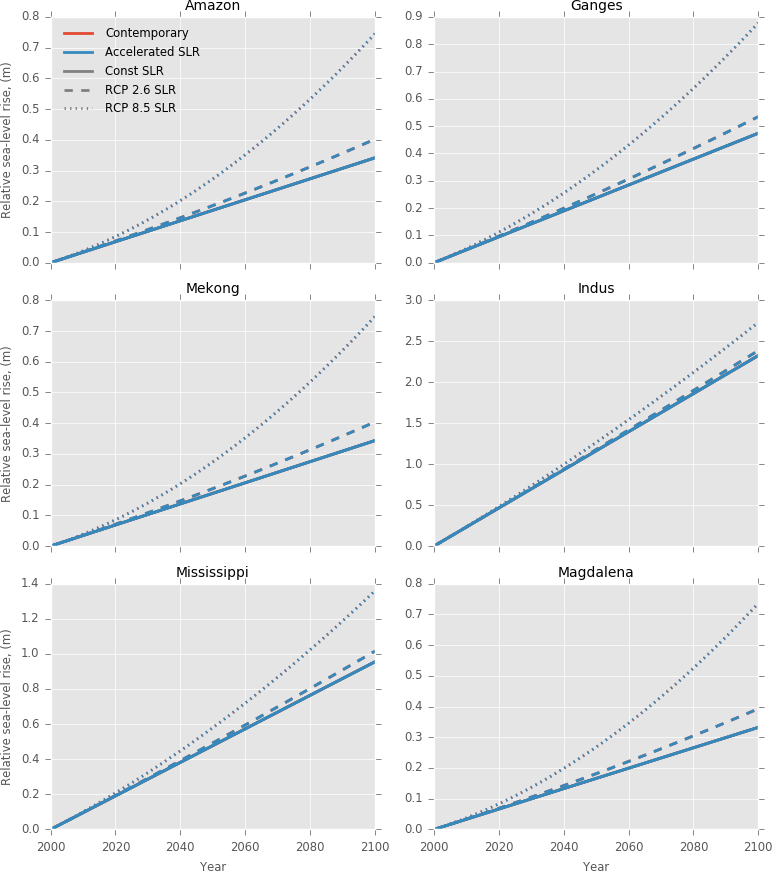 Amazon
0.8
0.7
0.6
0.5
0.4
0.3
0.2
0.1
0.0
Relative sea-level rise, (m)
Contemporary
Accelerated SLR
Const SLR
RCP 2.6 SLR
RCP 8.5 SLR
Ganges
0.9
0.8
0.7
0.6
0.5
0.4
0.3
0.2
0.1
0.0
Mekong
0.8
0.7
0.6
0.5
0.4
0.3
0.2
0.1
0.0
Relative sea-level rise, (m)
Indus
3.0
2.5
2.0
1.5
1.0
0.5
0.0
Mississippi
1.4
1.2
1.0
0.8
0.6
0.4
0.2
0.0
Relative sea-level rise, (m)
2000 2020 2040 2060 2080 2100
Year
Magdalena
0.8
0.7
0.6
0.5
0.4
0.3
0.2
0.1
0.0
2000 2020 2040 2060 2080 2100
Year